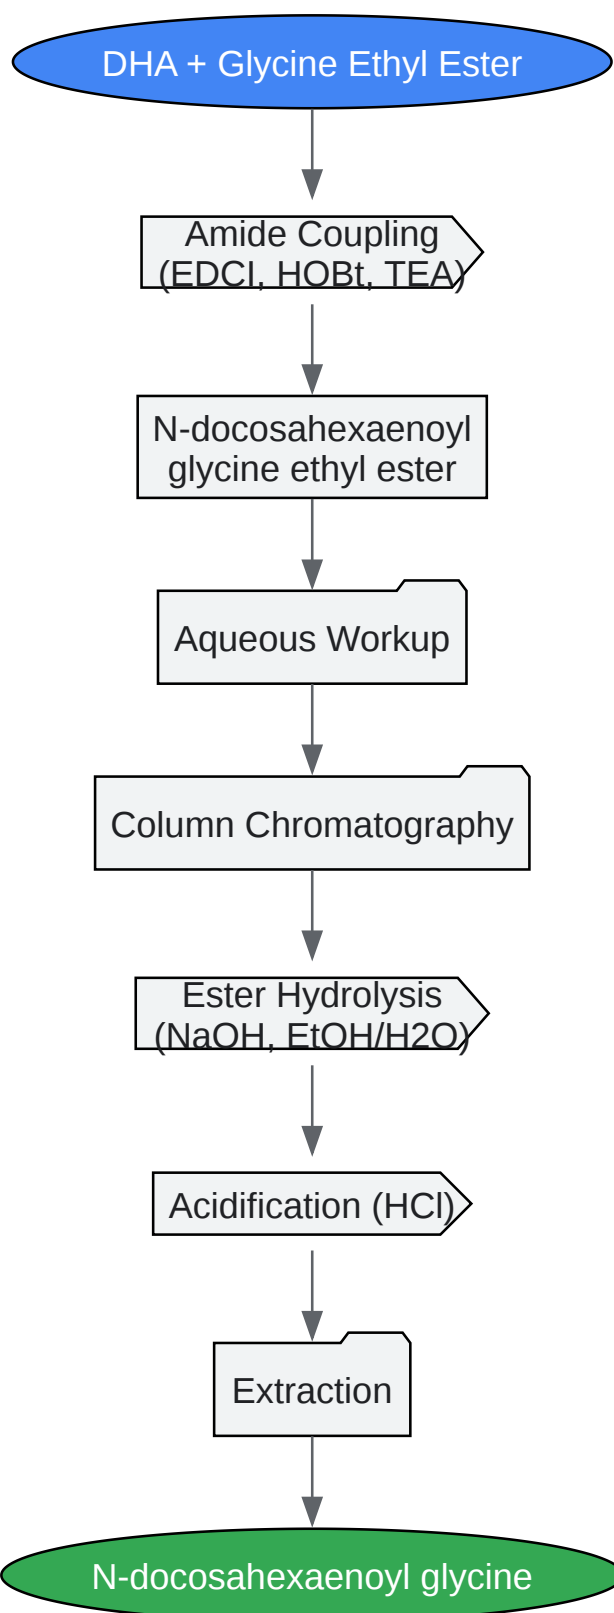 DHA + Glycine Ethyl Ester
Amide Coupling
(EDCI, HOBt, TEA)
N-docosahexaenoyl
glycine ethyl ester
Aqueous Workup
Column Chromatography
Ester Hydrolysis
(NaOH, EtOH/H2O)
Acidification (HCl)
Extraction
N-docosahexaenoyl glycine